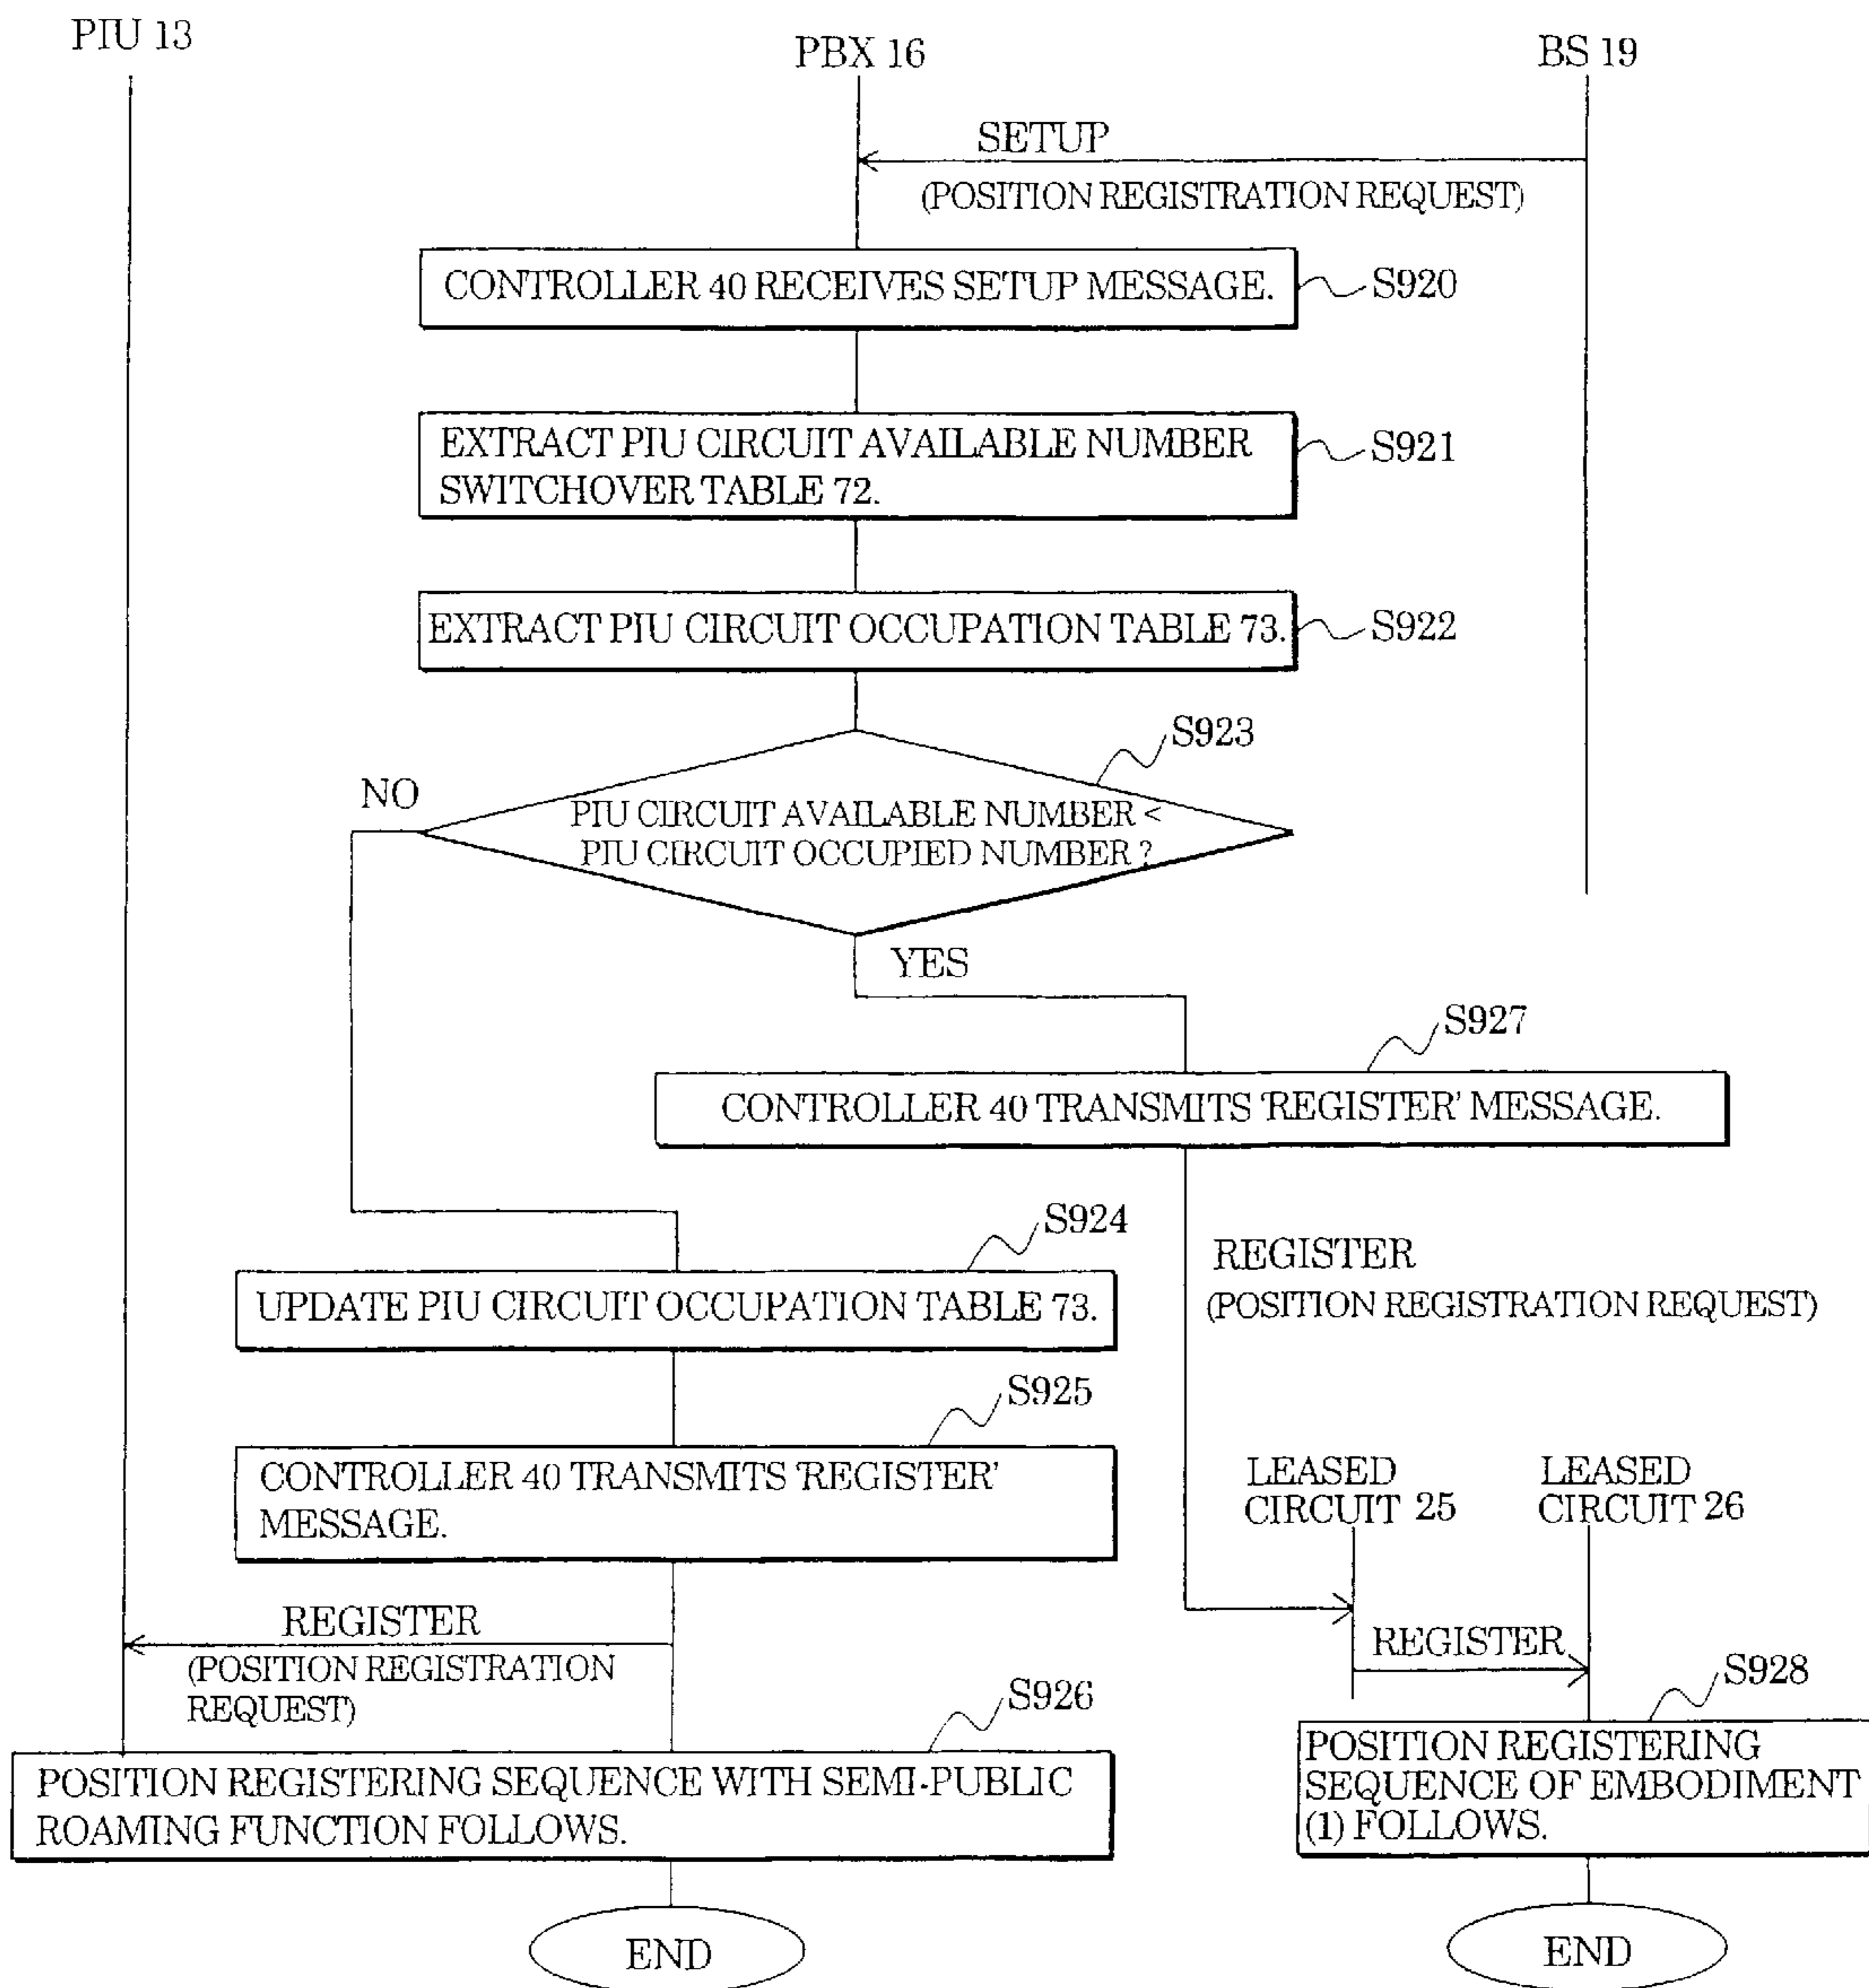 PIU 13
PBX 16
BS 19
SETUP
(POSITION REGISTRATION REQUEST)
CONTROLLER 40 RECEIVES SETUP MESSAGE.
S920
EXTRACT PIU CIRCUIT AVAILABLE NUMBER
SWITCHOVER TABLE 72.
S921
EXTRACT PIU CIRCUIT OCCUPATION TABLE 73.
S922
S923
NO
PIU CIRCUIT AVAILABLE NUMBER <
PIU CIRCUIT OCCUPIED NUMBER ?
YES
S927
CONTROLLER 40 TRANSMITS 'REGISTER' MESSAGE.
S924
REGISTER
(POSITION REGISTRATION REQUEST)
UPDATE PIU CIRCUIT OCCUPATION TABLE 73.
S925
CONTROLLER 40 TRANSMITS 'REGISTER'
MESSAGE.
LEASED
CIRCUIT 25
LEASED
CIRCUIT 26
REGISTER
(POSITION REGISTRATION
REQUEST)
REGISTER
S926
S928
POSITION REGISTERING SEQUENCE WITH SEMI-PUBLIC
ROAMING FUNCTION FOLLOWS.
POSITION REGISTERING
SEQUENCE OF EMBODIMENT
(1) FOLLOWS.
END
END